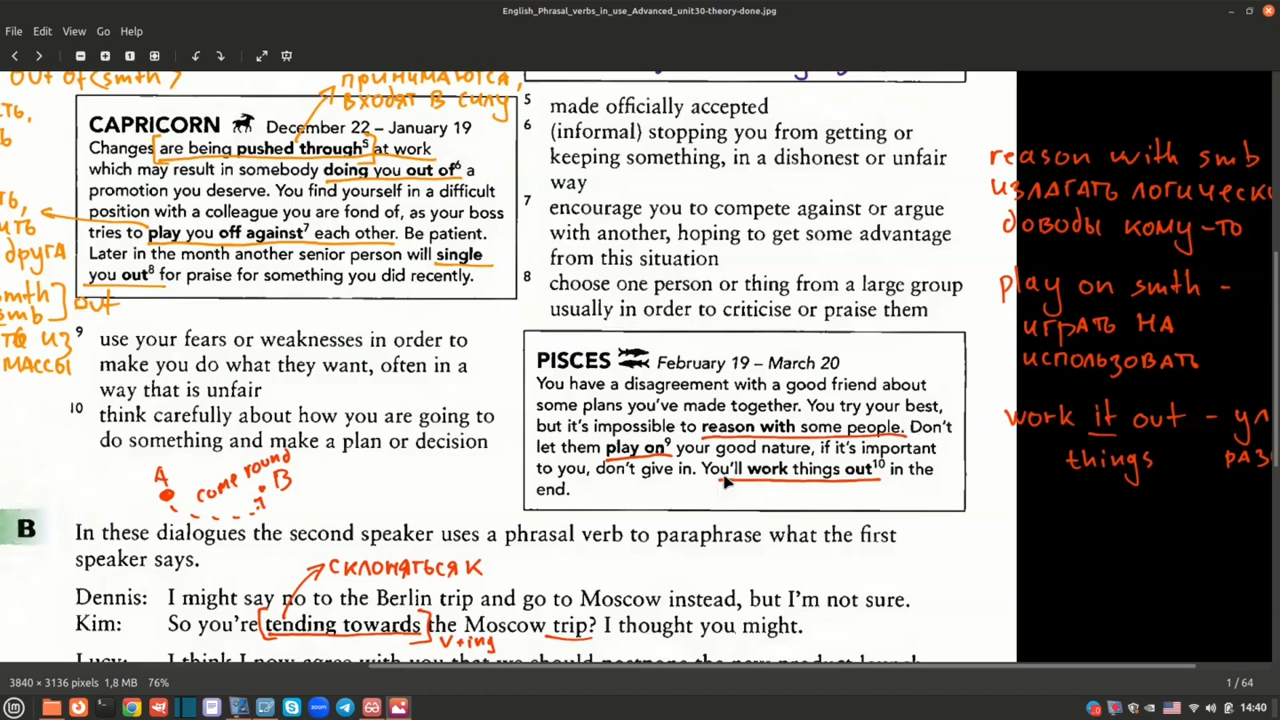 English_Phrasal_verbs_in_use_Advanced_unit30-theory-done.jpg
File Edit View Go Help
out of (smth)
принимаются,
входят в силу,
5 made officially accepted
6 (informal) stopping you from getting or
keeping something, in a dishonest or unfair
way
7 encourage you to compete against or argue
with another, hoping to get some advantage
from this situation
8 choose one person or thing from a large group
usually in order to criticise or praise them
CAPRICORN December 22 – January 19
Changes are being pushed through5 at work
which may result in somebody doing you out of6 a
promotion you deserve. You find yourself in a difficult
position with a colleague you are fond of, as your boss
tries to play you off against7 each other. Be patient.
Later in the month another senior person will single
you out8 for praise for something you did recently.
друга
smth
smb
out
из
массы
9 use your fears or weaknesses in order to
make you do what they want, often in a
way that is unfair
10 think carefully about how you are going to
do something and make a plan or decision
A come round B
PISCES February 19 – March 20
You have a disagreement with a good friend about
some plans you've made together. You try your best,
but it's impossible to reason with some people. Don't
let them play on9 your good nature, if it's important
to you, don't give in. You'll work things out10 in the
end.
reason with smb
излагать логически
доводы кому-то
play on smth -
играть на
использовать
work it out - ул
things раз
B In these dialogues the second speaker uses a phrasal verb to paraphrase what the first
speaker says.
склоняться к
Dennis: I might say no to the Berlin trip and go to Moscow instead, but I'm not sure.
Kim: So you're tending towards the Moscow trip? I thought you might.
V+ing
3840 × 3136 pixels 1,8 MB 76%
1 / 64
14:40